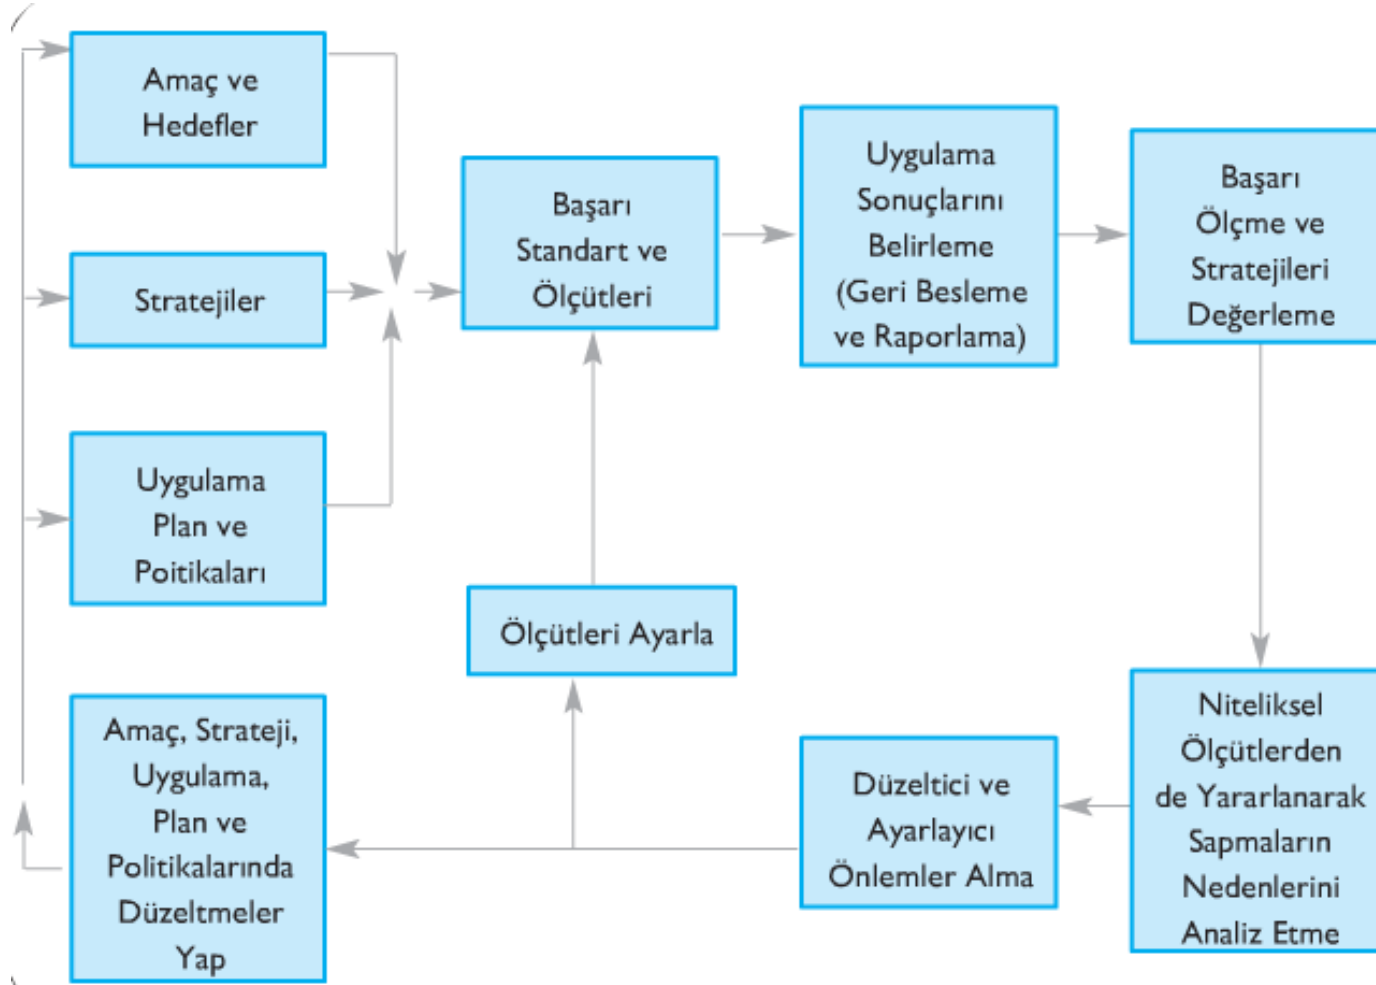 Amaç ve
Hedefler
Stratejiler
Uygulama
Plan ve
Poitikaları
Başarı
Standart ve
Ölçütleri
Uygulama
Sonuçlarını
Belirleme
(Geri Besleme
ve Raporlama)
Başarı
Ölçme ve
Stratejileri
Değerleme
Niteliksel
Ölçütlerden
de Yararlanarak
Sapmaların
Nedenlerini
Analiz Etme
Düzeltici ve
Ayarlayıcı
Önlemler Alma
Ölçütleri Ayarla
Amaç, Strateji,
Uygulama,
Plan ve
Politikalarında
Düzeltmeler
Yap